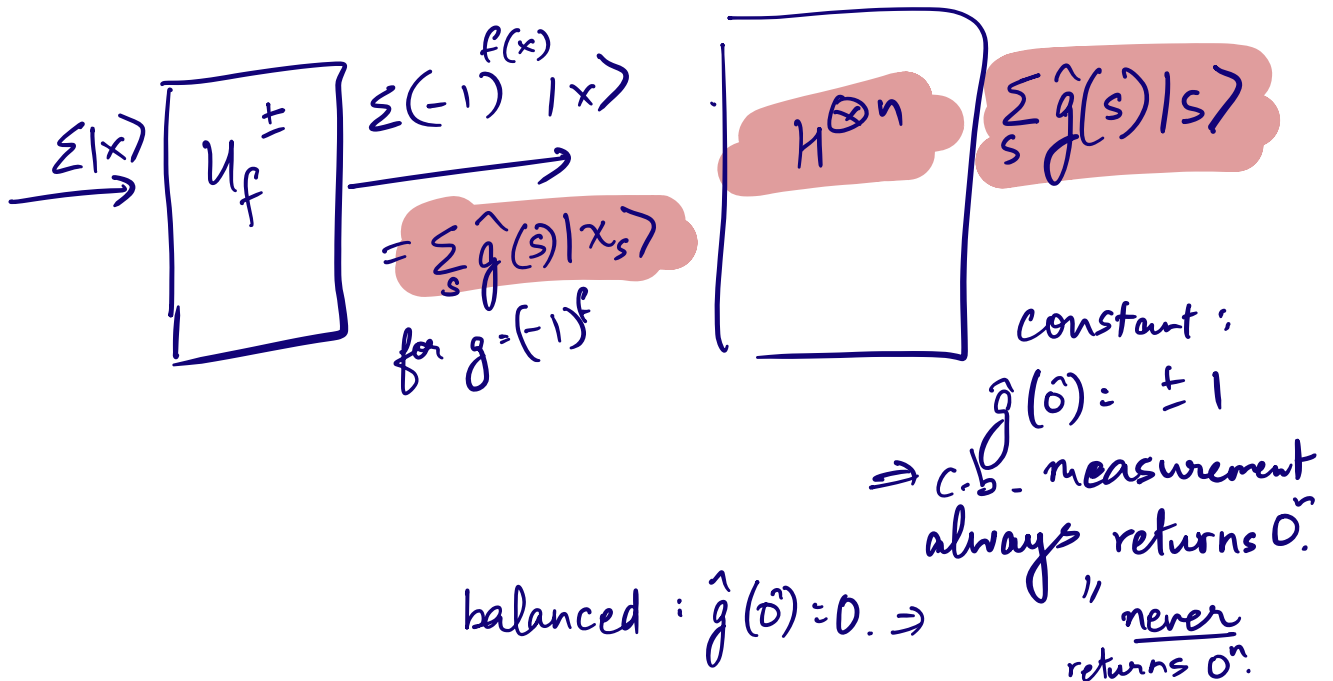 Σ|x⟩
U_f^±
Σ(-1)^{f(x)} |x⟩
= Σ_s ĝ(s)|χ_s⟩
for g=(-1)^f
H^{⊗n}
Σ_s ĝ(s)|s⟩
constant :
ĝ(0^n) = ± 1
⇒ c.b. measurement
always returns 0^n.
balanced : ĝ(0^n) = 0. ⇒ " never
returns 0^n.